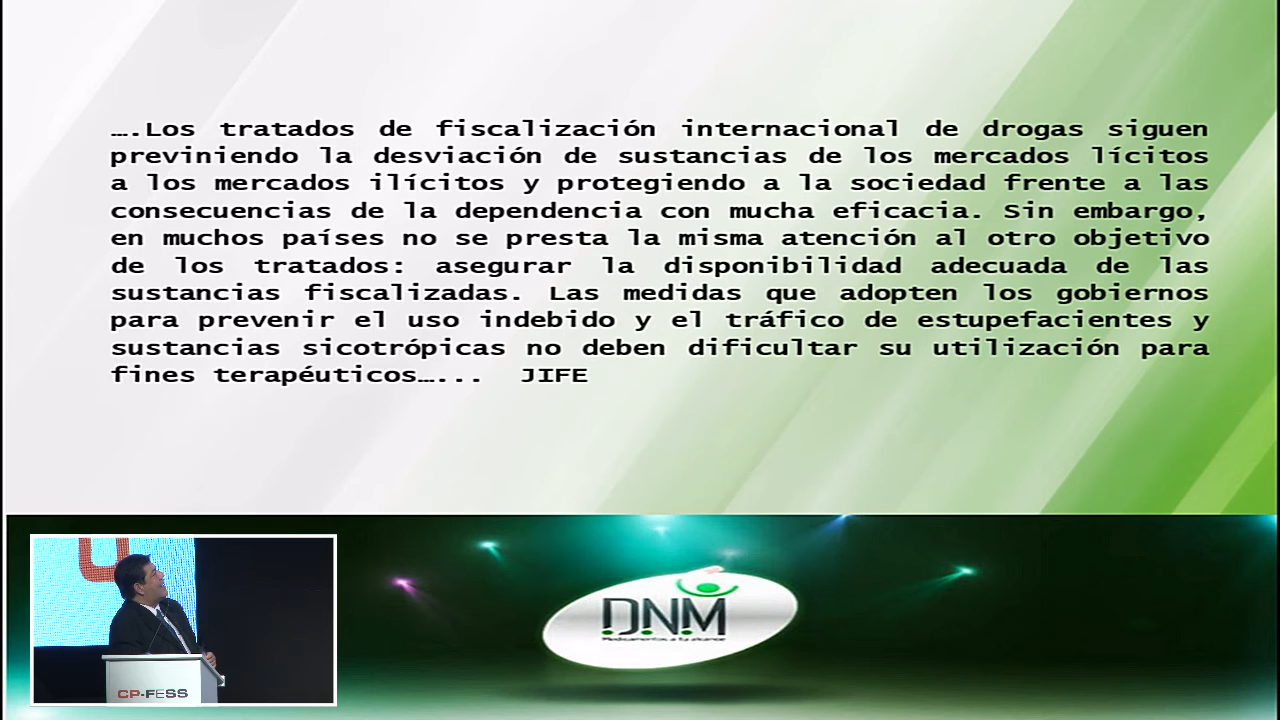 ….Los tratados de fiscalización internacional de drogas siguen
previniendo la desviación de sustancias de los mercados lícitos
a los mercados ilícitos y protegiendo a la sociedad frente a las
consecuencias de la dependencia con mucha eficacia. Sin embargo,
en muchos países no se presta la misma atención al otro objetivo
de los tratados: asegurar la disponibilidad adecuada de las
sustancias fiscalizadas. Las medidas que adopten los gobiernos
para prevenir el uso indebido y el tráfico de estupefacientes y
sustancias sicotrópicas no deben dificultar su utilización para
fines terapéuticos…... JIFE
D.N.M
Medicamentos a tu alcance
CP-FESS